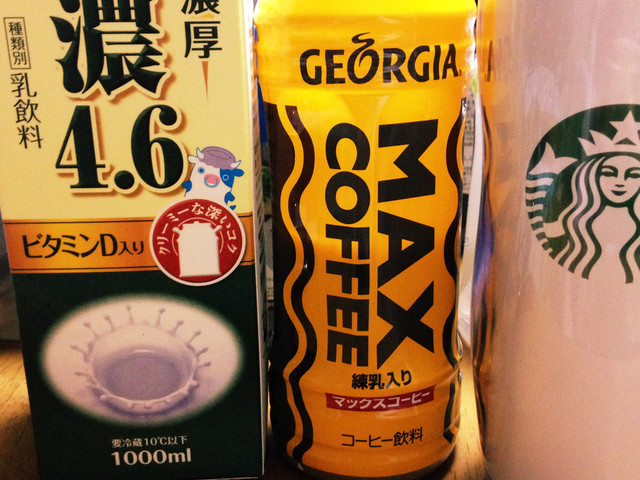 濃厚
種類別
乳飲料
濃
4.6
ビタミンD入り
クリーミーな深いコク
要冷蔵10℃以下
1000ml
GEORGIA
MAX
COFFEE
練乳入り
マックスコーヒー
コーヒー飲料